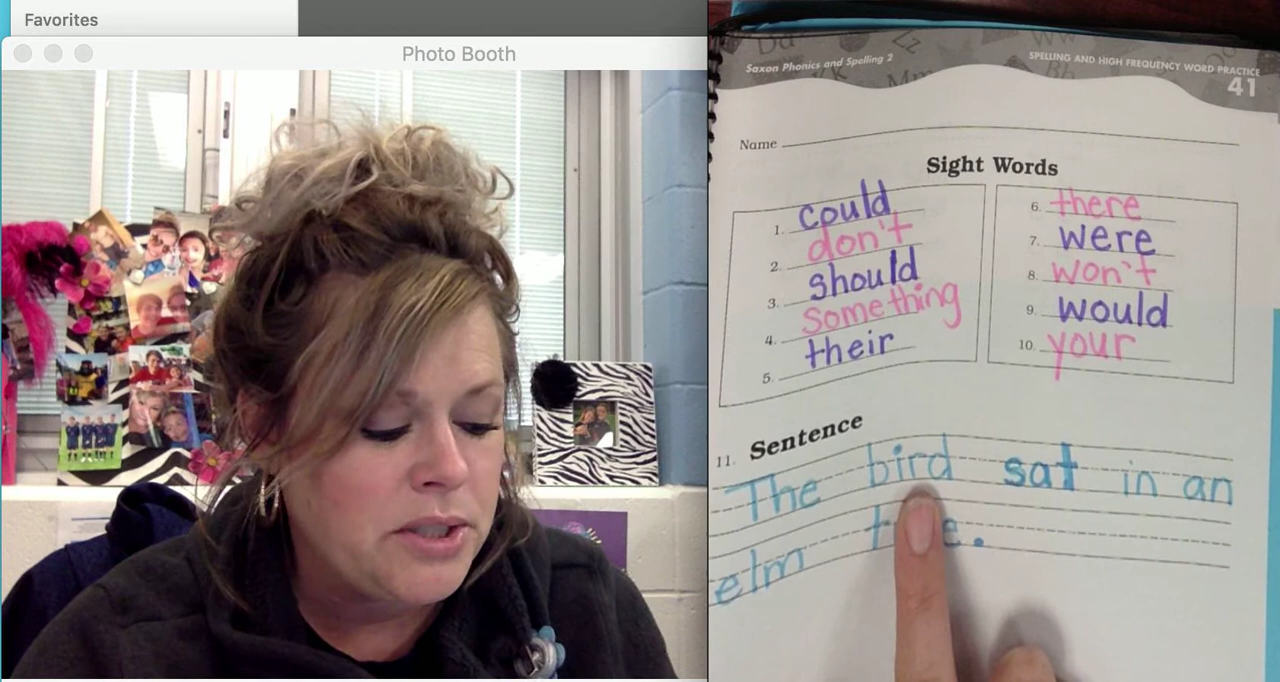 Favorites
Photo Booth
Saxon Phonics and Spelling 2
SPELLING AND HIGH FREQUENCY WORD PRACTICE
41
Name
Sight Words
1. could
2. don't
3. should
4. something
5. their
6. there
7. were
8. won't
9. would
10. your
11. Sentence
The bird sat in an
elm